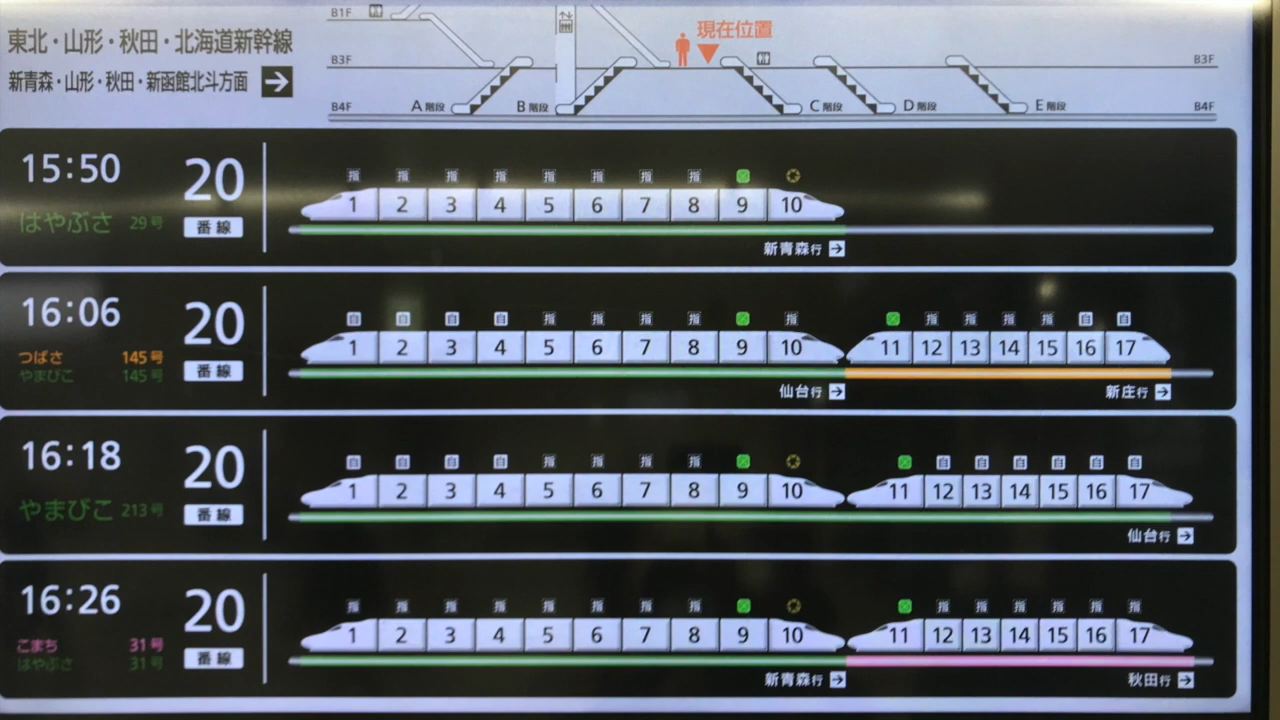 東北・山形・秋田・北海道新幹線
新青森・山形・秋田・新函館北斗方面
B1F
現在位置
B3F B3F
B4F A階段 B階段 C階段 D階段 E階段 B4F
15:50 20
はやぶさ 29号 番線
指 指 指 指 指 指 指 指
1 2 3 4 5 6 7 8 9 10
新青森行
16:06 20
つばさ 145号
やまびこ 145号 番線
自 自 自 自 指 指 指 指 指 指 指 指 指 自 自
1 2 3 4 5 6 7 8 9 10 11 12 13 14 15 16 17
仙台行 新庄行
16:18 20
やまびこ 213号 番線
自 自 自 自 指 指 指 指 自 自 自 自 自 自
1 2 3 4 5 6 7 8 9 10 11 12 13 14 15 16 17
仙台行
16:26 20
こまち 31号
はやぶさ 31号 番線
指 指 指 指 指 指 指 指 指 指 指 指 指 指
1 2 3 4 5 6 7 8 9 10 11 12 13 14 15 16 17
新青森行 秋田行